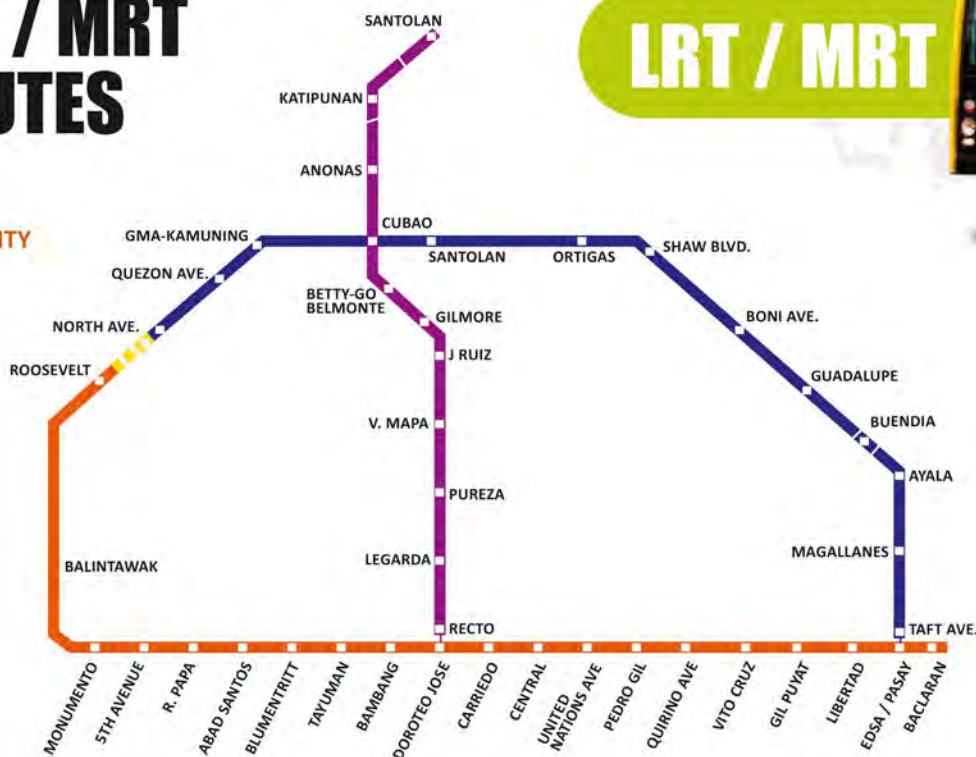 / MRT
UTES
LRT / MRT
ITY
SANTOLAN
KATIPUNAN
ANONAS
CUBAO
GMA-KAMUNING
SANTOLAN
ORTIGAS
SHAW BLVD.
QUEZON AVE.
BETTY-GO
BELMONTE
GILMORE
NORTH AVE.
BONI AVE.
J RUIZ
ROOSEVELT
GUADALUPE
V. MAPA
BUENDIA
AYALA
PUREZA
MAGALLANES
LEGARDA
BALINTAWAK
RECTO
TAFT AVE.
MONUMENTO
5TH AVENUE
R. PAPA
ABAD SANTOS
BLUMENTRITT
TAYUMAN
BAMBANG
DOROTEO JOSE
CARRIEDO
CENTRAL
UNITED
NATIONS AVE
PEDRO GIL
QUIRINO AVE
VITO CRUZ
GIL PUYAT
LIBERTAD
EDSA / PASAY
BACLARAN